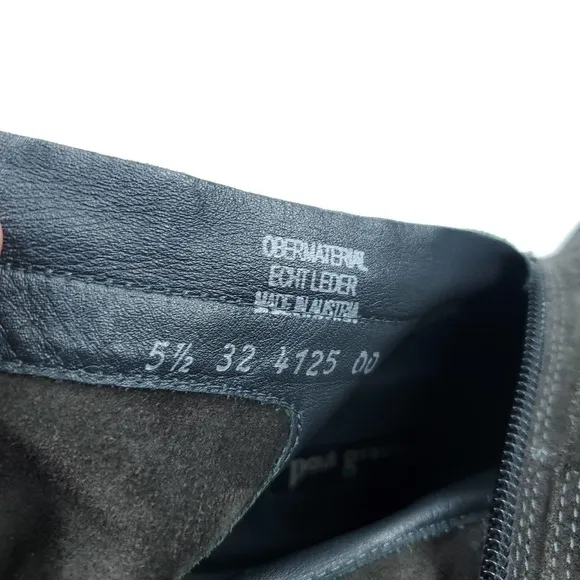 OBERMATERIAL
ECHT LEDER
MADE IN AUSTRIA
5½ 32 4125 00